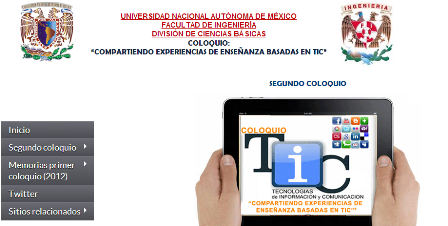 UNIVERSIDAD NACIONAL AUTÓNOMA DE MÉXICO
FACULTAD DE INGENIERÍA
DIVISIÓN DE CIENCIAS BÁSICAS
COLOQUIO:
"COMPARTIENDO EXPERIENCIAS DE ENSEÑANZA BASADAS EN TIC"
INGENIERIA
SEGUNDO COLOQUIO
Inicio
Segundo coloquio
Memorias primer
coloquio (2012)
Twitter
Sitios relacionados
COLOQUIO
TIC
TECNOLOGIAS
de INFORMACIÓN y COMUNICACIÓN
"COMPARTIENDO EXPERIENCIAS DE
ENSEÑANZA BASADAS EN TIC"